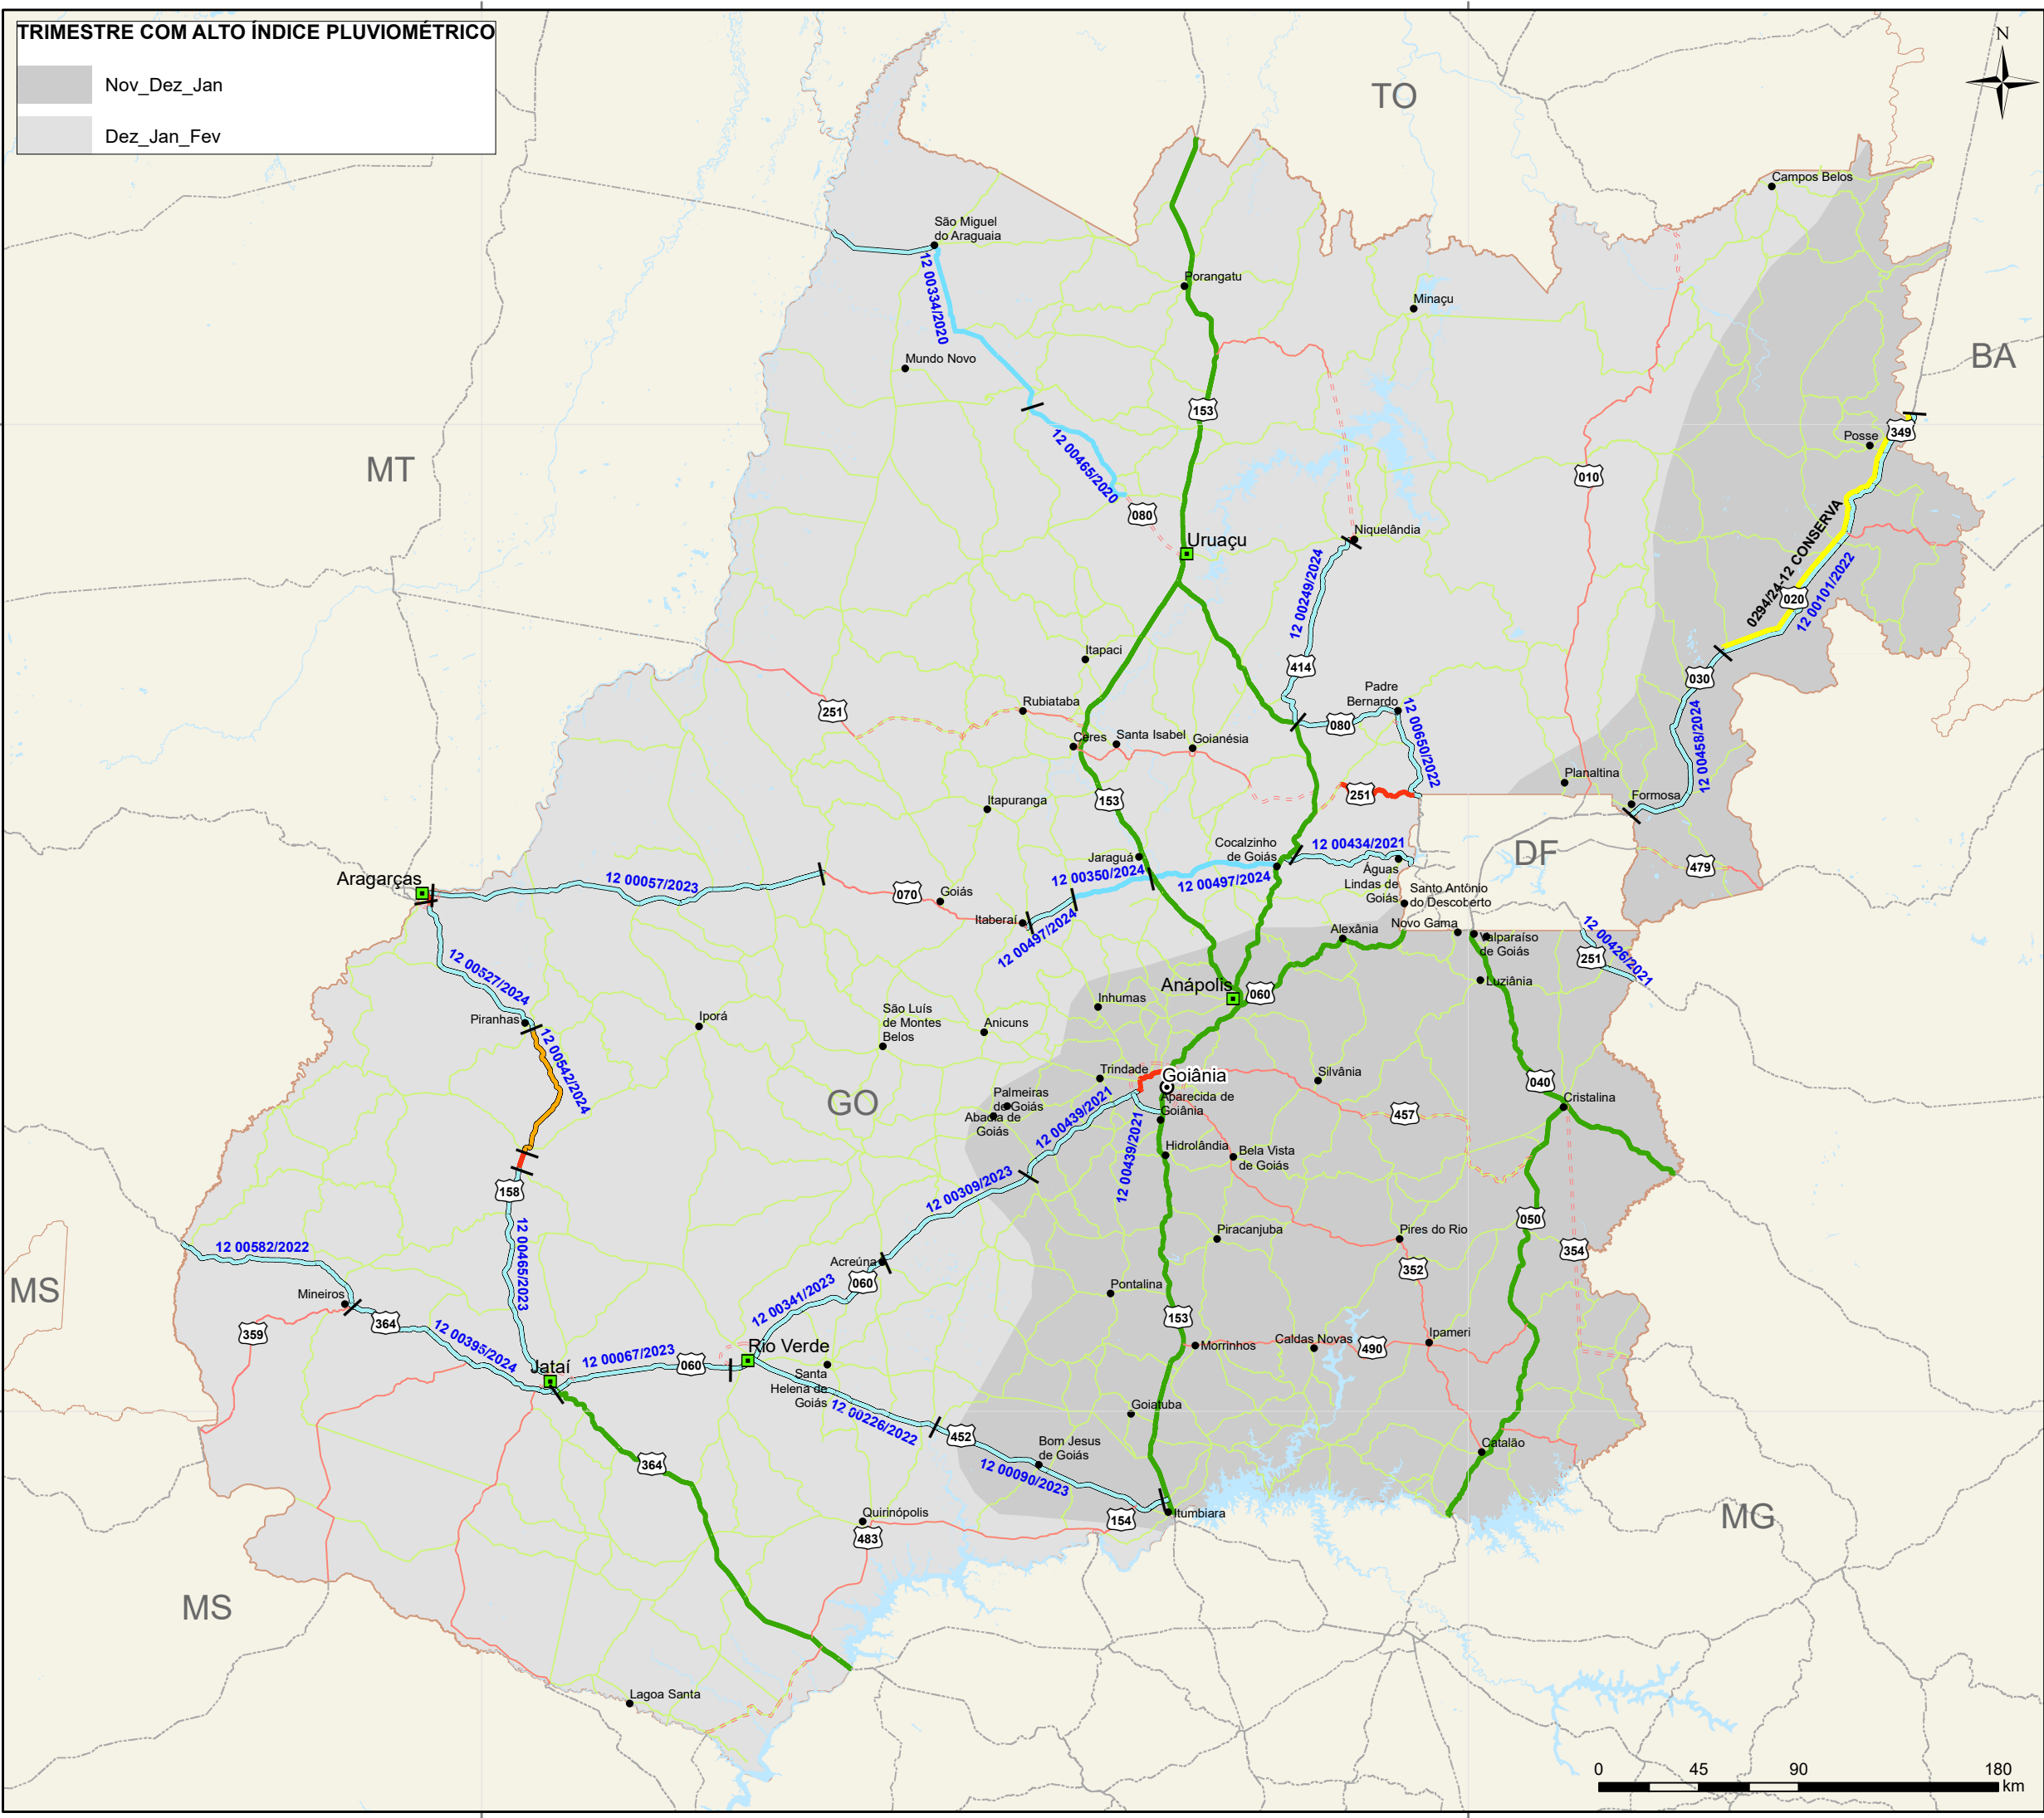 TRIMESTRE COM ALTO ÍNDICE PLUVIOMÉTRICO
Nov_Dez_Jan
Dez_Jan_Fev
N
TO
Campos Belos
São Miguel
do Araguaia
12 00334/2020
Porangatu
Minaçu
BA
Mundo Novo
153
349
Posse
12 00465/2020
MT
010
080
Uruaçu
Niquelândia
0294/24-12 CONSERVA
12 00249/2024
020
12 00101/2022
Itapaci
414
030
Padre
Bernardo
Rubiataba
251
080
12 00650/2022
12 00458/2024
Ceres
Santa Isabel
Goianésia
Planaltina
251
Formosa
153
Itapuranga
Cocalzinho
de Goiás
12 00434/2021
DF
Jaraguá
479
Aragarças
12 00057/2023
12 00350/2024
12 00497/2024
Águas
Lindas de
Goiás
070
Goiás
Santo Antônio
do Descoberto
Itaberaí
12 00497/2024
Novo Gama
Alexânia
Valparaíso
de Goiás
12 00426/2021
251
12 00527/2024
Luziânia
Anápolis
060
Inhumas
Piranhas
São Luís
de Montes
Belos
Iporá
Anicuns
12 00542/2024
Trindade
Goiânia
Silvânia
040
GO
Palmeiras
de Goiás
Abadia de
Goiás
Aparecida de
Goiânia
Cristalina
457
12 00439/2021
12 00439/2021
Hidrolândia
Bela Vista
de Goiás
158
12 00309/2023
050
12 00465/2023
12 00582/2022
Piracanjuba
Pires do Rio
354
Acreúna
352
060
MS
Mineiros
12 00341/2023
Pontalina
364
359
153
12 00395/2024
Rio Verde
Morrinhos
Caldas Novas
490
Ipameri
Jataí
12 00067/2023
060
Santa
Helena de
Goiás
12 00226/2022
Goiatuba
452
Bom Jesus
de Goiás
Catalão
364
12 00090/2023
Quirinópolis
154
Itumbiara
MG
483
MS
Lagoa Santa
0 45 90 180
km